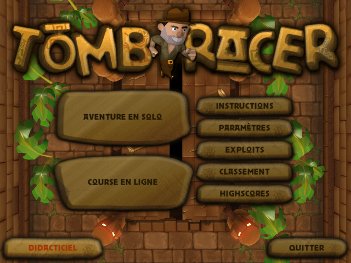 TOMB RACER
AVENTURE EN SOLO
COURSE EN LIGNE
INSTRUCTIONS
PARAMÈTRES
EXPLOITS
CLASSEMENT
HIGHSCORES
DIDACTICIEL
QUITTER